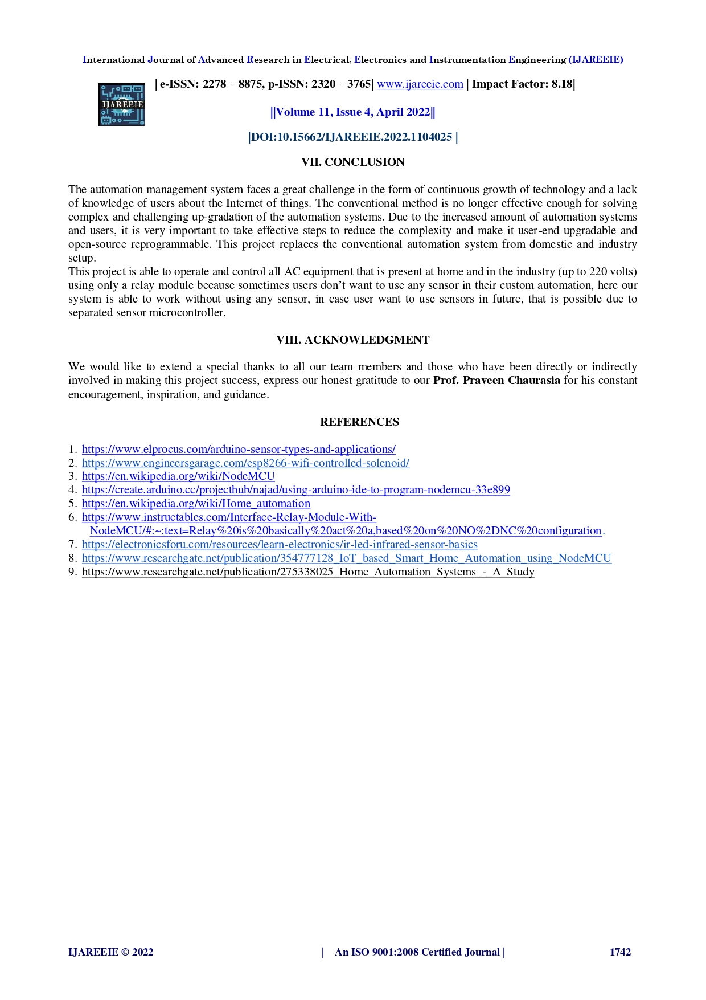 International Journal of Advanced Research in Electrical, Electronics and Instrumentation Engineering (IJAREEIE)
| e-ISSN: 2278 – 8875, p-ISSN: 2320 – 3765| www.ijareeie.com | Impact Factor: 8.18|
IJAREEIE
||Volume 11, Issue 4, April 2022||
|DOI:10.15662/IJAREEIE.2022.1104025 |
VII. CONCLUSION
The automation management system faces a great challenge in the form of continuous growth of technology and a lack
of knowledge of users about the Internet of things. The conventional method is no longer effective enough for solving
complex and challenging up-gradation of the automation systems. Due to the increased amount of automation systems
and users, it is very important to take effective steps to reduce the complexity and make it user-end upgradable and
open-source reprogrammable. This project replaces the conventional automation system from domestic and industry
setup.
This project is able to operate and control all AC equipment that is present at home and in the industry (up to 220 volts)
using only a relay module because sometimes users don’t want to use any sensor in their custom automation, here our
system is able to work without using any sensor, in case user want to use sensors in future, that is possible due to
separated sensor microcontroller.
VIII. ACKNOWLEDGMENT
We would like to extend a special thanks to all our team members and those who have been directly or indirectly
involved in making this project success, express our honest gratitude to our Prof. Praveen Chaurasia for his constant
encouragement, inspiration, and guidance.
REFERENCES
1. https://www.elprocus.com/arduino-sensor-types-and-applications/
2. https://www.engineersgarage.com/esp8266-wifi-controlled-solenoid/
3. https://en.wikipedia.org/wiki/NodeMCU
4. https://create.arduino.cc/projecthub/najad/using-arduino-ide-to-program-nodemcu-33e899
5. https://en.wikipedia.org/wiki/Home_automation
6. https://www.instructables.com/Interface-Relay-Module-With-
NodeMCU/#:~:text=Relay%20is%20basically%20act%20a,based%20on%20NO%2DNC%20configuration.
7. https://electronicsforu.com/resources/learn-electronics/ir-led-infrared-sensor-basics
8. https://www.researchgate.net/publication/354777128_IoT_based_Smart_Home_Automation_using_NodeMCU
9. https://www.researchgate.net/publication/275338025_Home_Automation_Systems_-_A_Study
IJAREEIE © 2022 | An ISO 9001:2008 Certified Journal | 1742